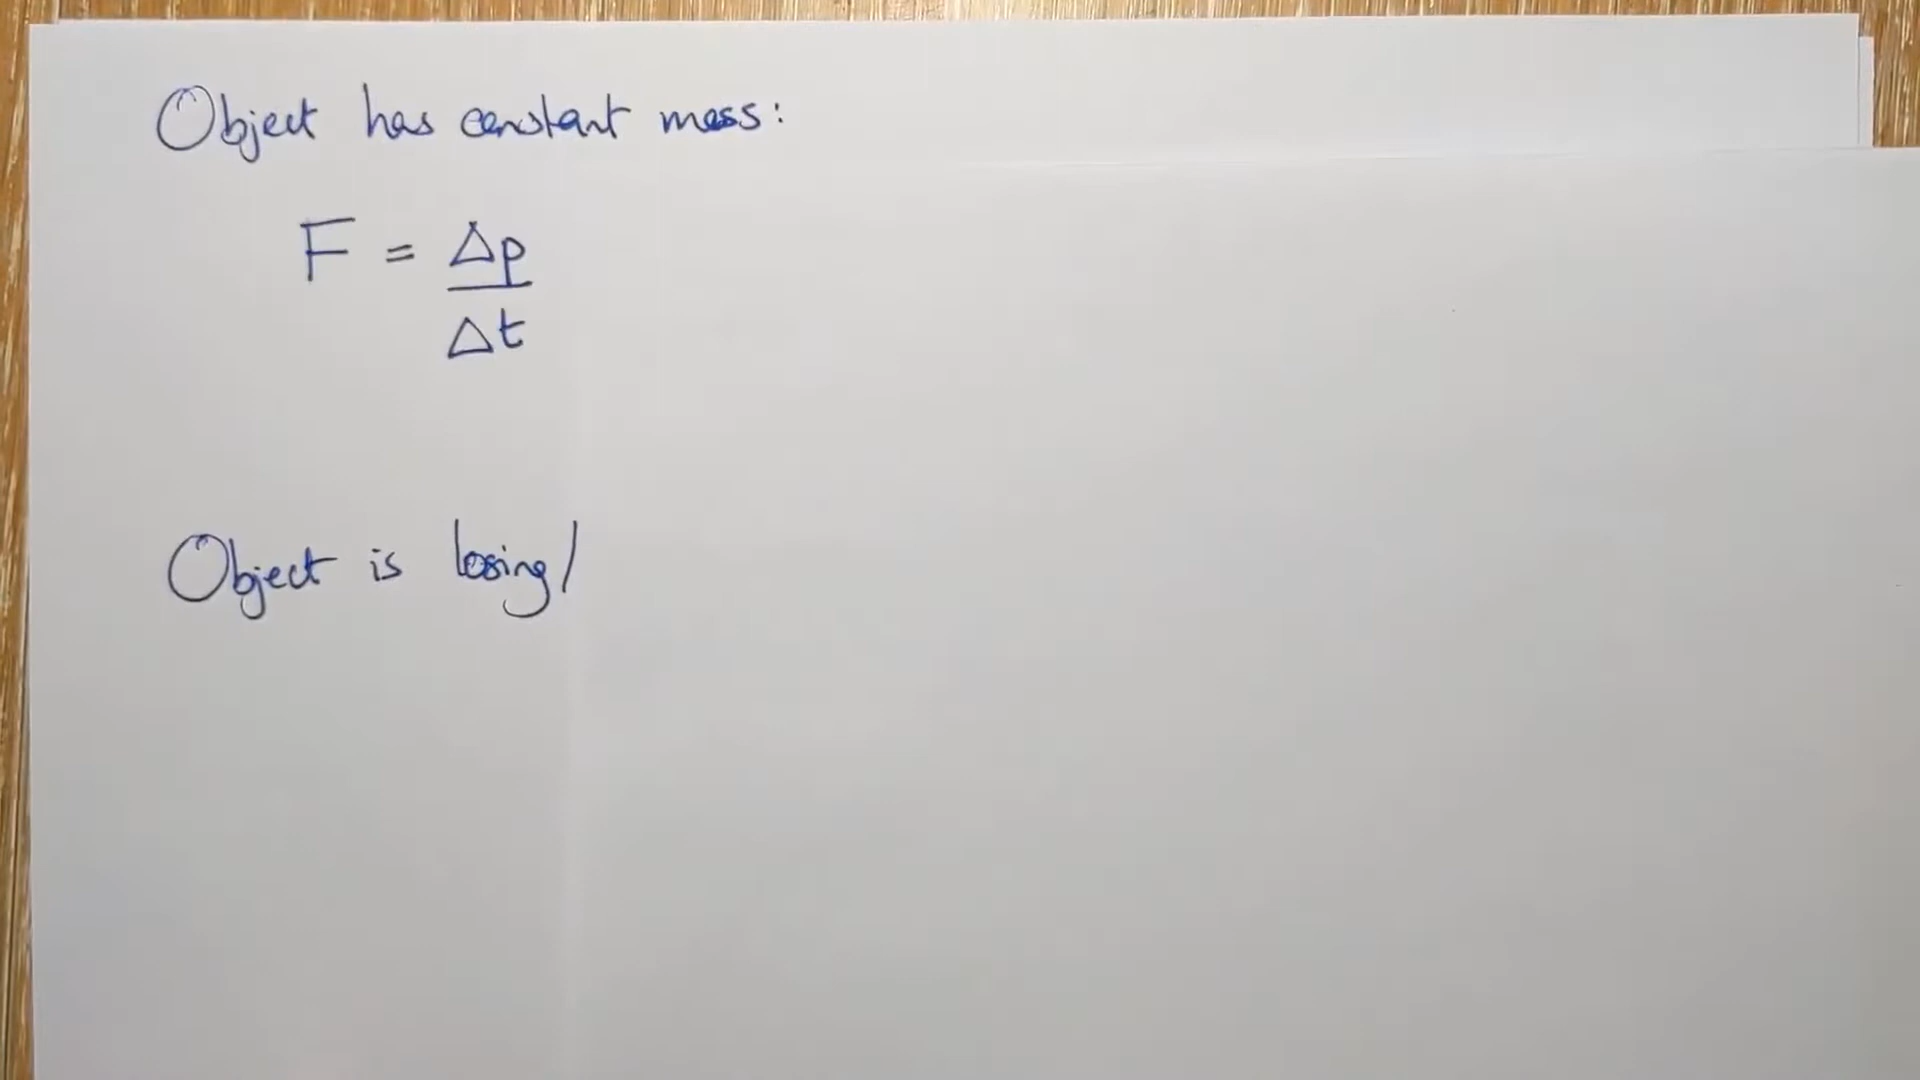 Object has constant mass:
F = Δp
Δt
Object is losing/